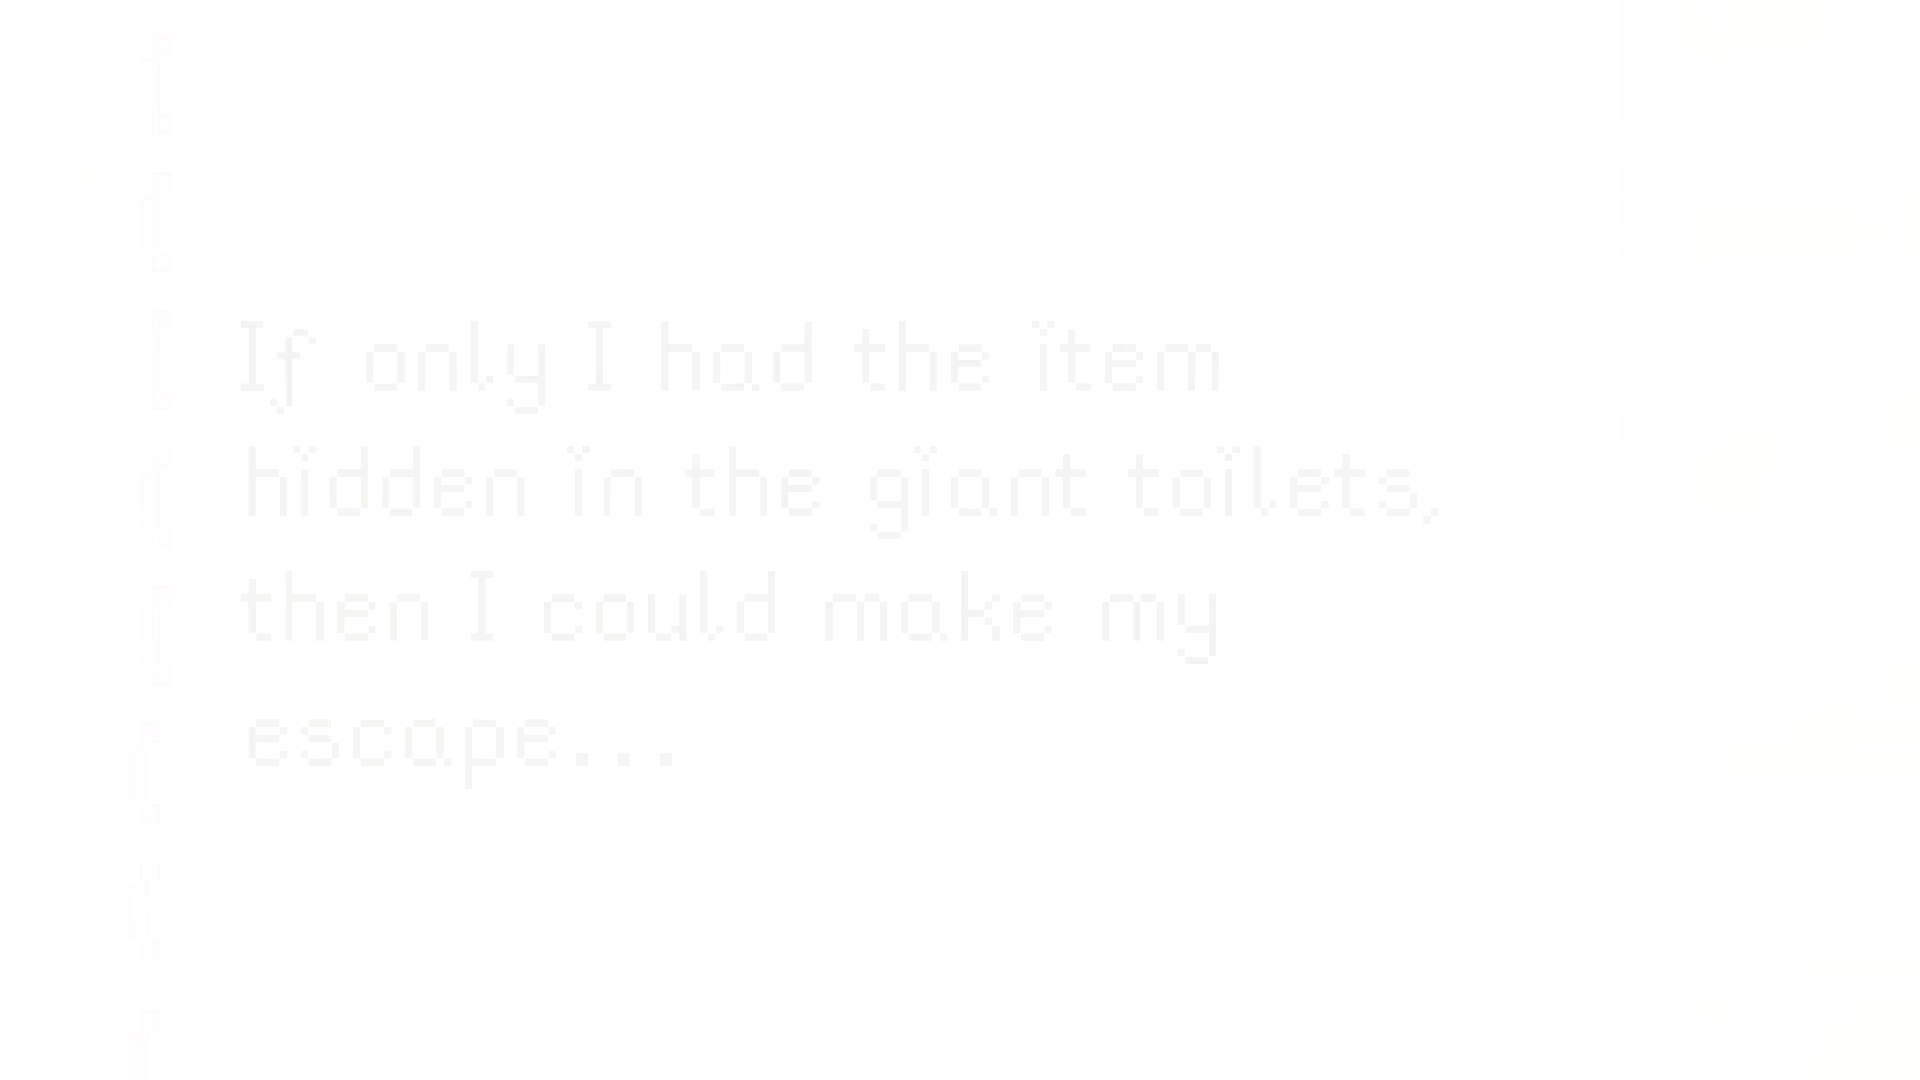 If only I had the item
hidden in the giant toilets,
then I could make my
escape...